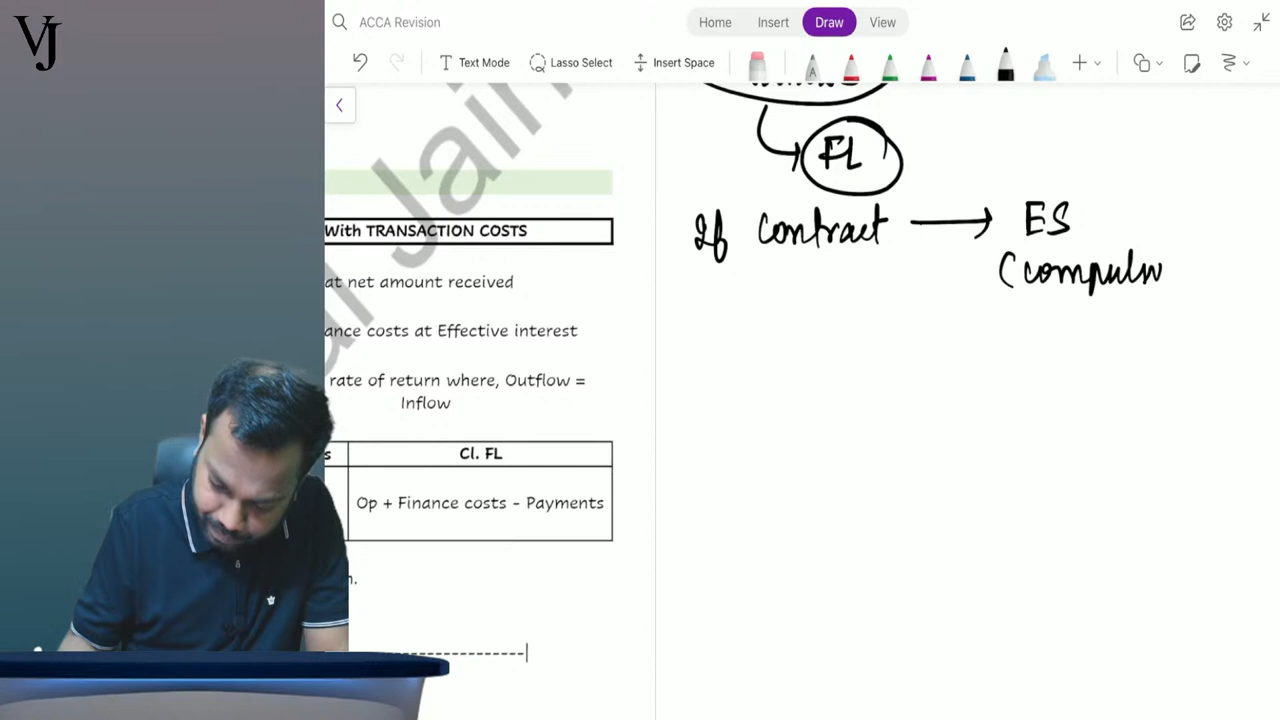 VJ
ACCA Revision
Home Insert Draw View
Text Mode Lasso Select Insert Space
A
Jain
FL
With TRANSACTION COSTS
at net amount received
ance costs at Effective interest
rate of return where, Outflow =
Inflow
s Cl. FL
Op + Finance costs - Payments
n.
If contract → ES
(compulso